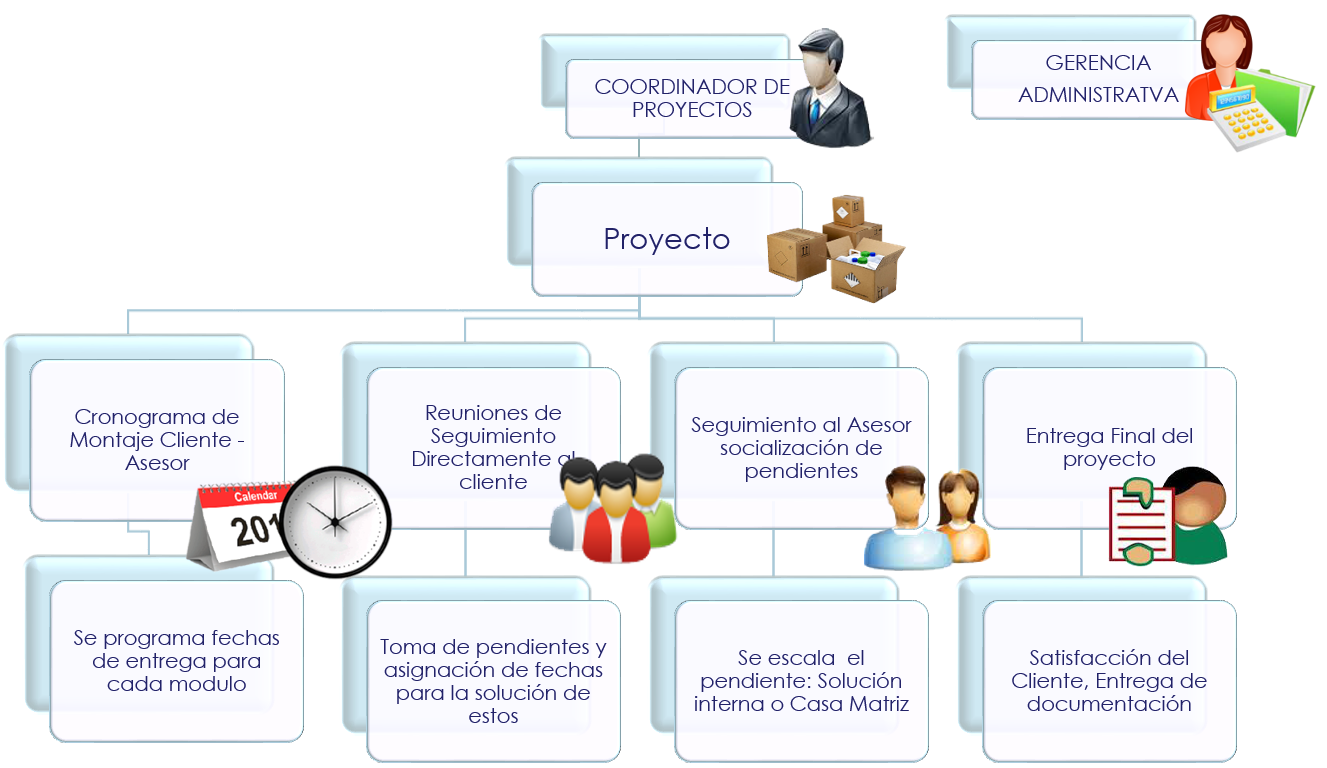 COORDINADOR DE
PROYECTOS
GERENCIA
ADMINISTRATVA
Proyecto
Cronograma de
Montaje Cliente -
Asesor
Reuniones de
Seguimiento
Directamente al
cliente
Seguimiento al Asesor
socialización de
pendientes
Entrega Final del
proyecto
Calendar
201
Se programa fechas
de entrega para
cada modulo
Toma de pendientes y
asignación de fechas
para la solución de
estos
Se escala  el
pendiente: Solución
interna o Casa Matriz
Satisfacción del
Cliente, Entrega de
documentación